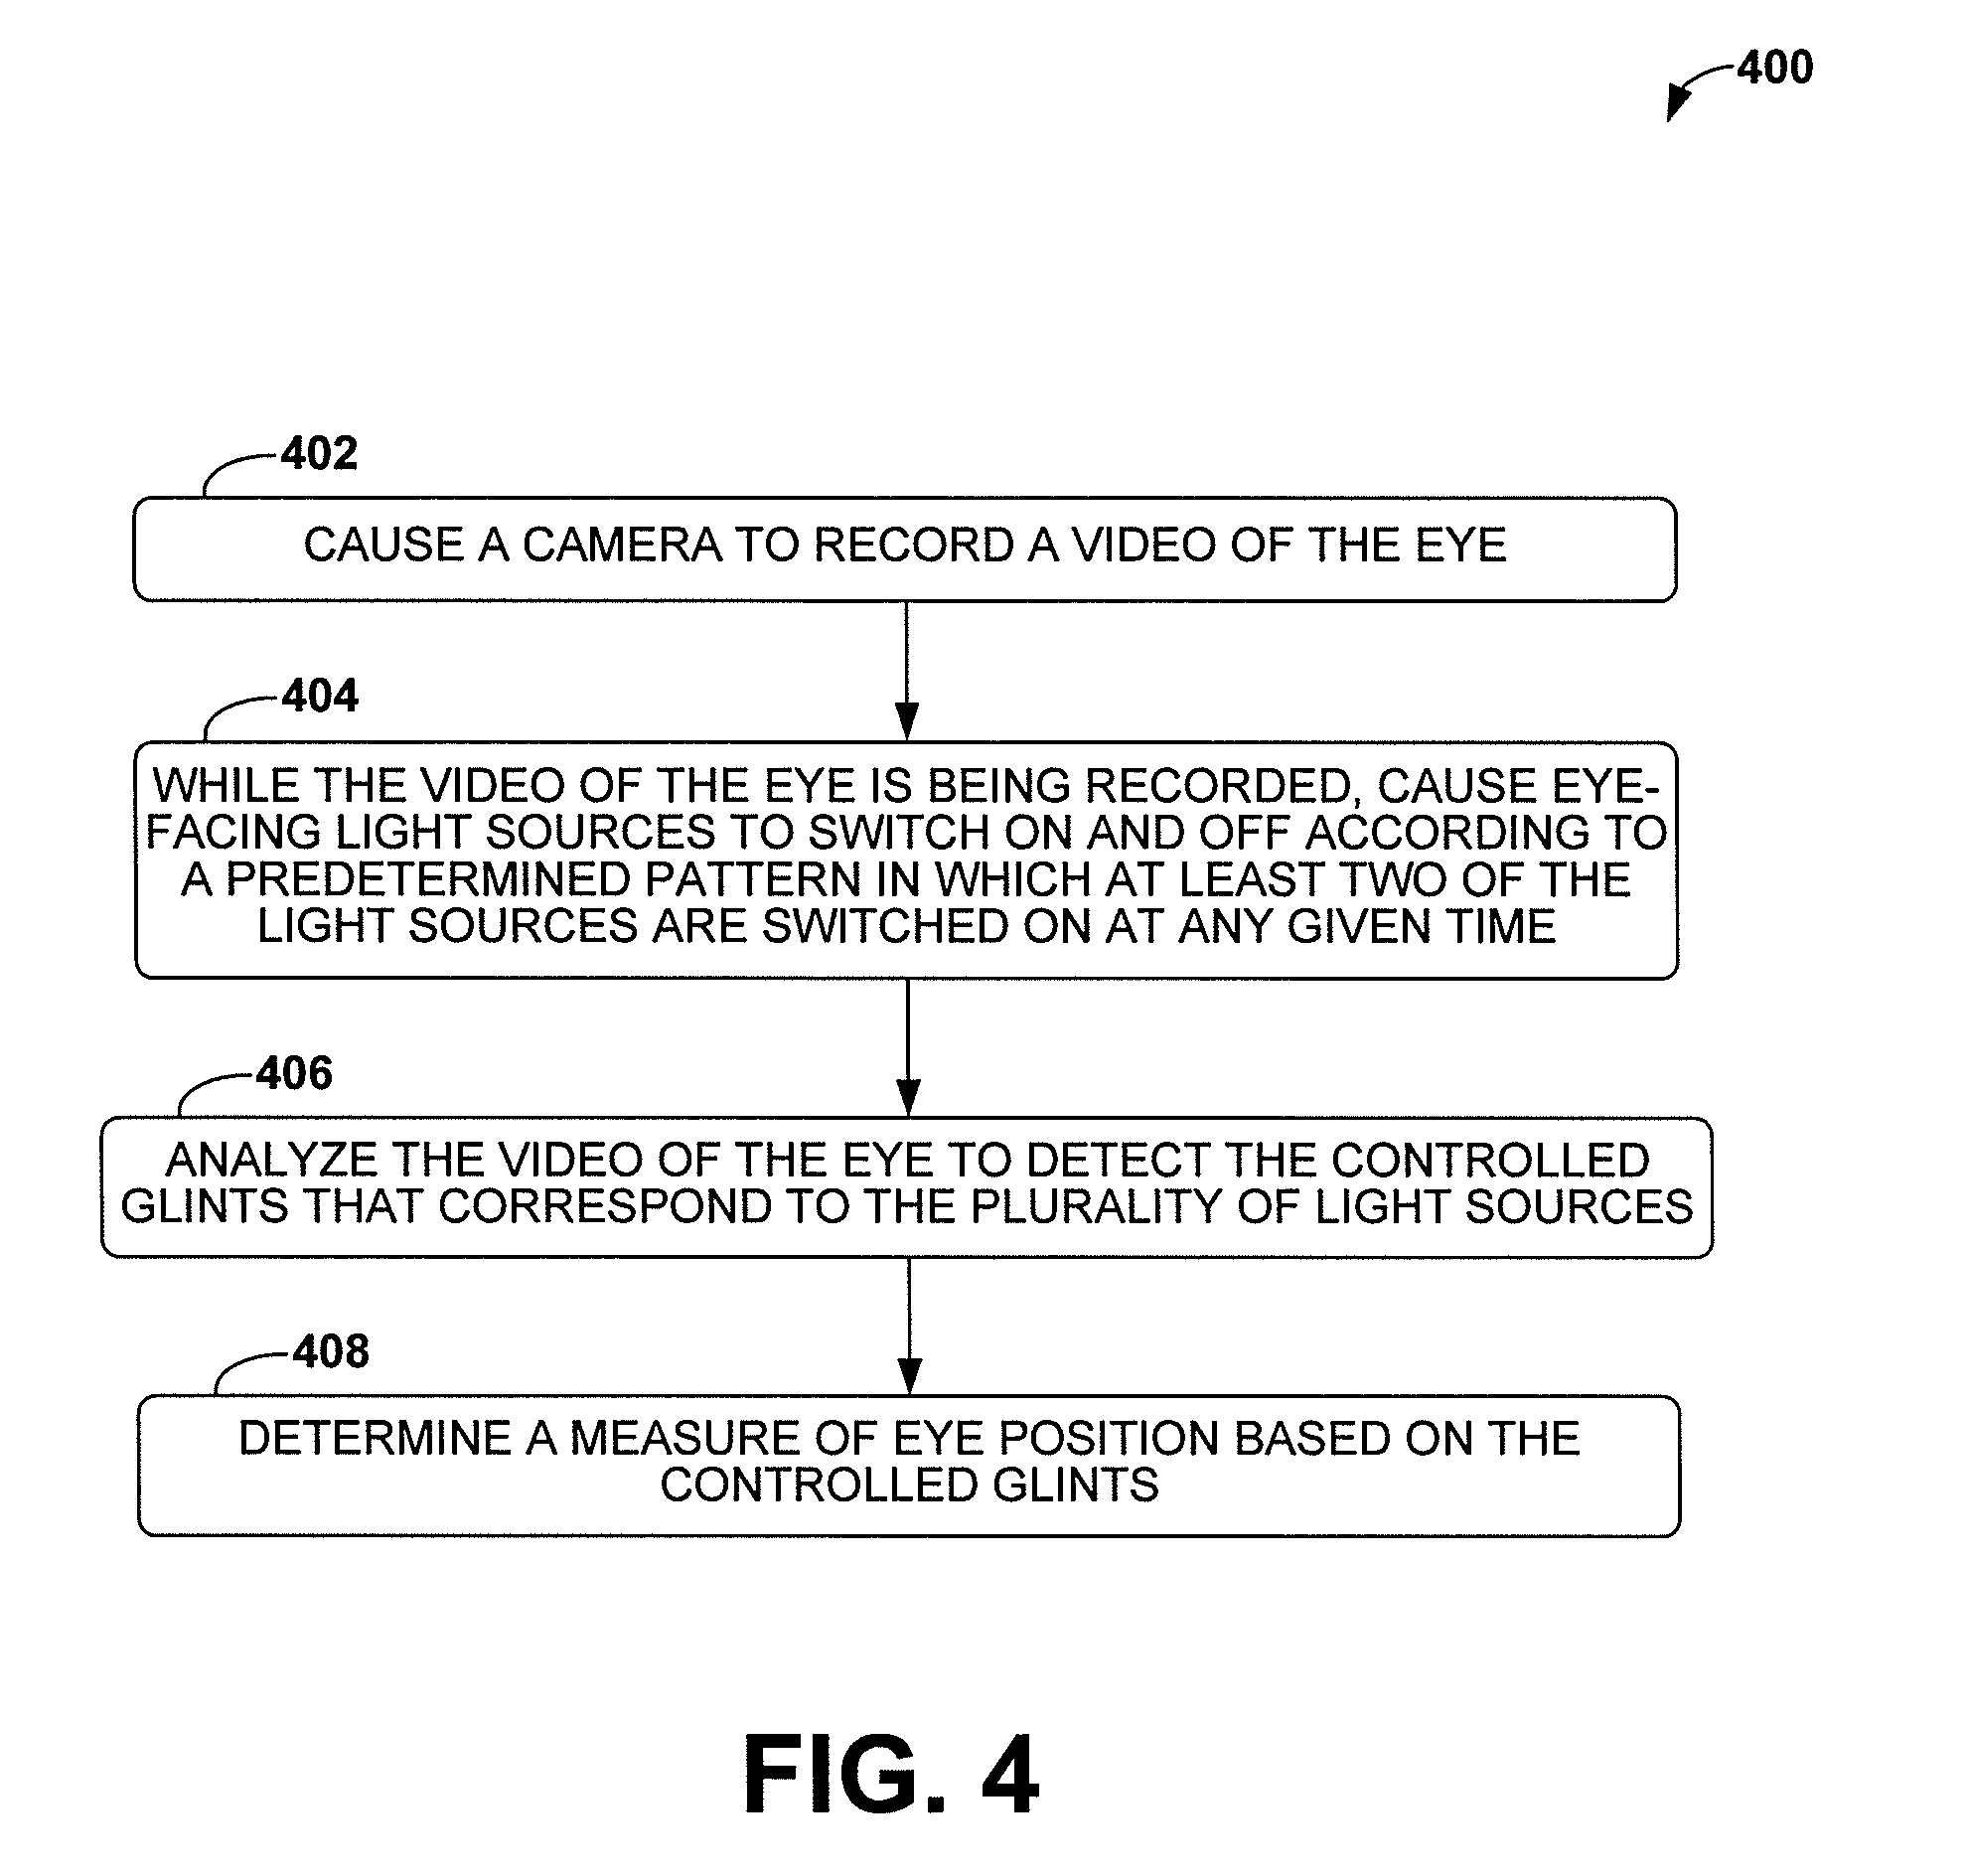 400
402
CAUSE A CAMERA TO RECORD A VIDEO OF THE EYE
404
WHILE THE VIDEO OF THE EYE IS BEING RECORDED, CAUSE EYE-
FACING LIGHT SOURCES TO SWITCH ON AND OFF ACCORDING TO
A PREDETERMINED PATTERN IN WHICH AT LEAST TWO OF THE
LIGHT SOURCES ARE SWITCHED ON AT ANY GIVEN TIME
406
ANALYZE THE VIDEO OF THE EYE TO DETECT THE CONTROLLED
GLINTS THAT CORRESPOND TO THE PLURALITY OF LIGHT SOURCES
408
DETERMINE A MEASURE OF EYE POSITION BASED ON THE
CONTROLLED GLINTS
FIG. 4